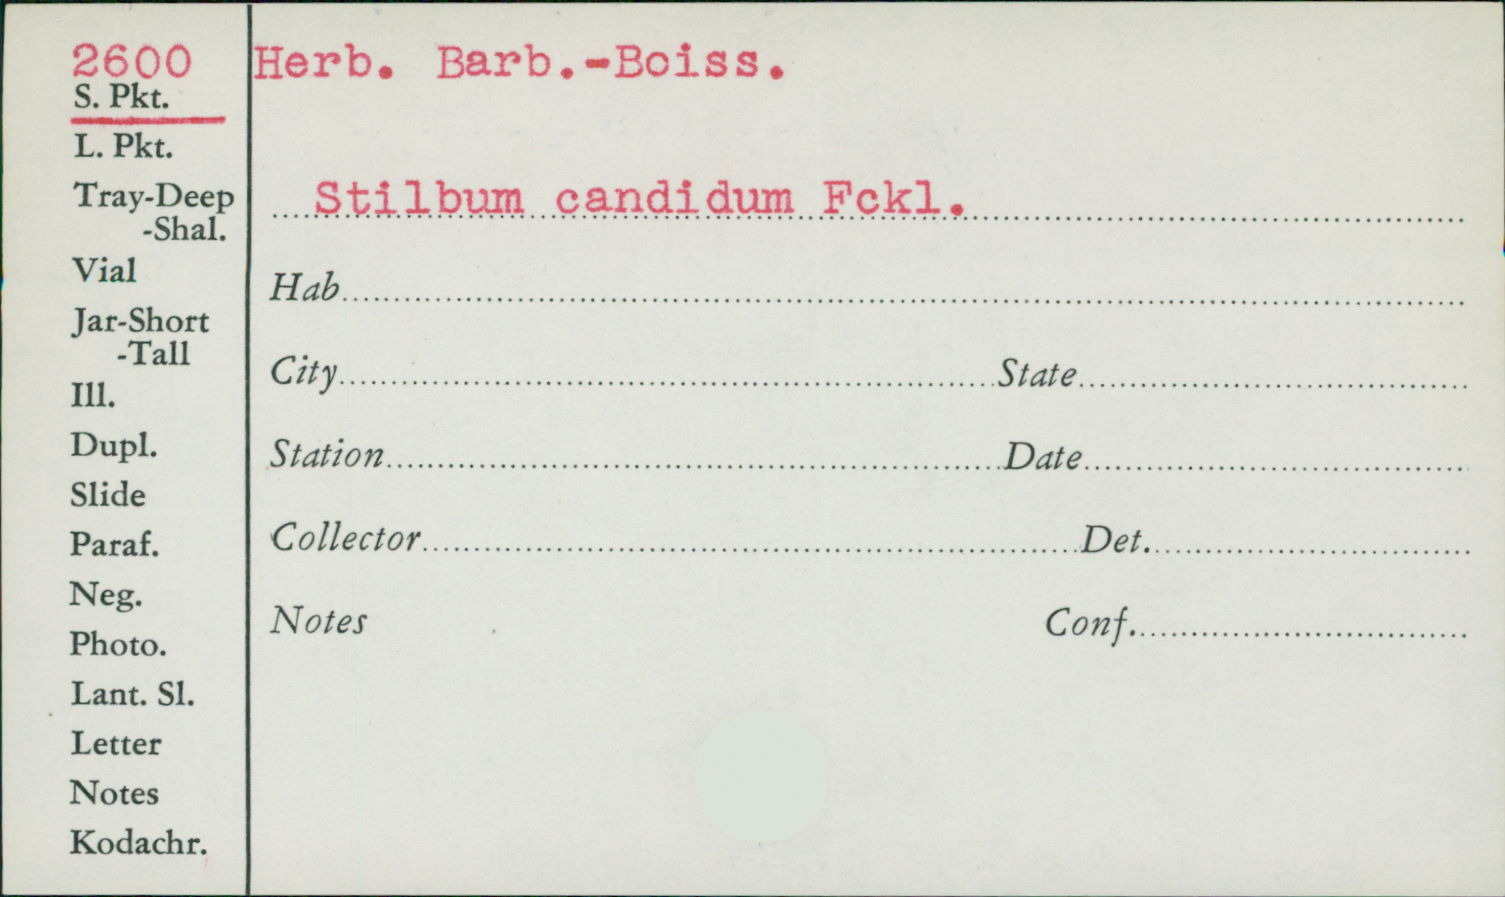 2600
S. Pkt.
L. Pkt.
Tray-Deep
-Shal.
Vial
Jar-Short
-Tall
Ill.
Dupl.
Slide
Paraf.
Neg.
Photo.
Lant. Sl.
Letter
Notes
Kodachr.
Herb. Barb.-Boiss.
Stilbum candidum Fckl.
Hab
City State
Station Date
Collector Det.
Notes Conf.